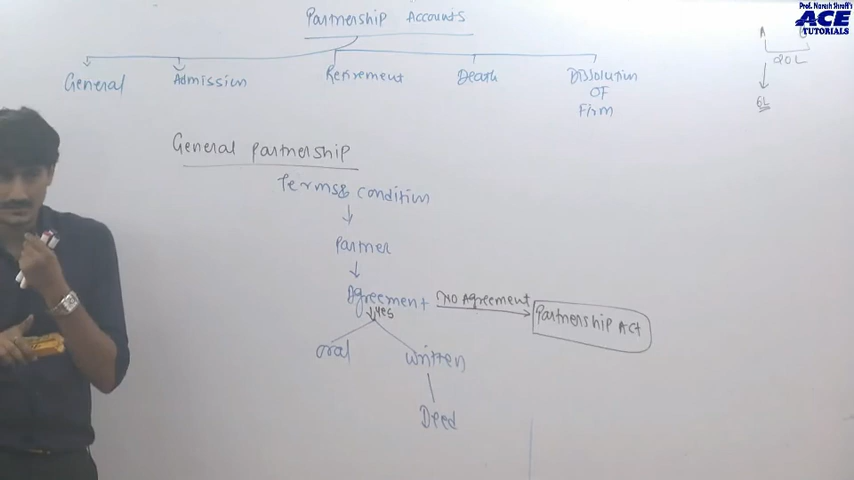 Partnership Accounts
General Admission Retirement Death Dissolution
OF
Firm
A
20L
6L
General Partnership
Terms & condition
Partner
Agreement No Agreement Partnership Act
Yes
oral written
Deed
Prof. Naresh Shroff's
ACE
TUTORIALS